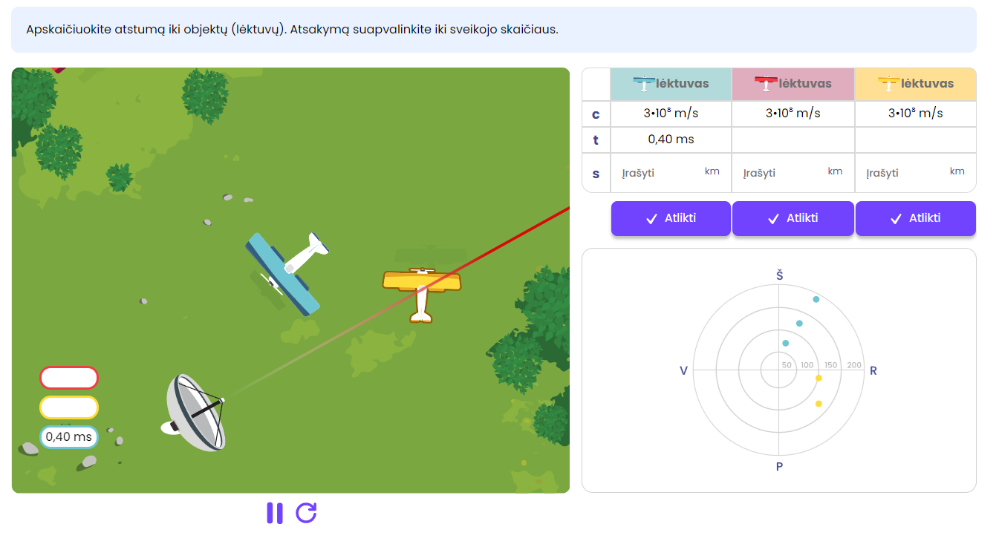 Apskaičiuokite atstumą iki objektų (lėktuvų). Atsakymą suapvalinkite iki sveikojo skaičiaus.
lėktuvas lėktuvas lėktuvas
c 3•10⁸ m/s 3•10⁸ m/s 3•10⁸ m/s
t 0,40 ms
s Įrašyti km Įrašyti km Įrašyti km
Atlikti Atlikti Atlikti
0,40 ms
Š
V 50 100 150 200 R
P